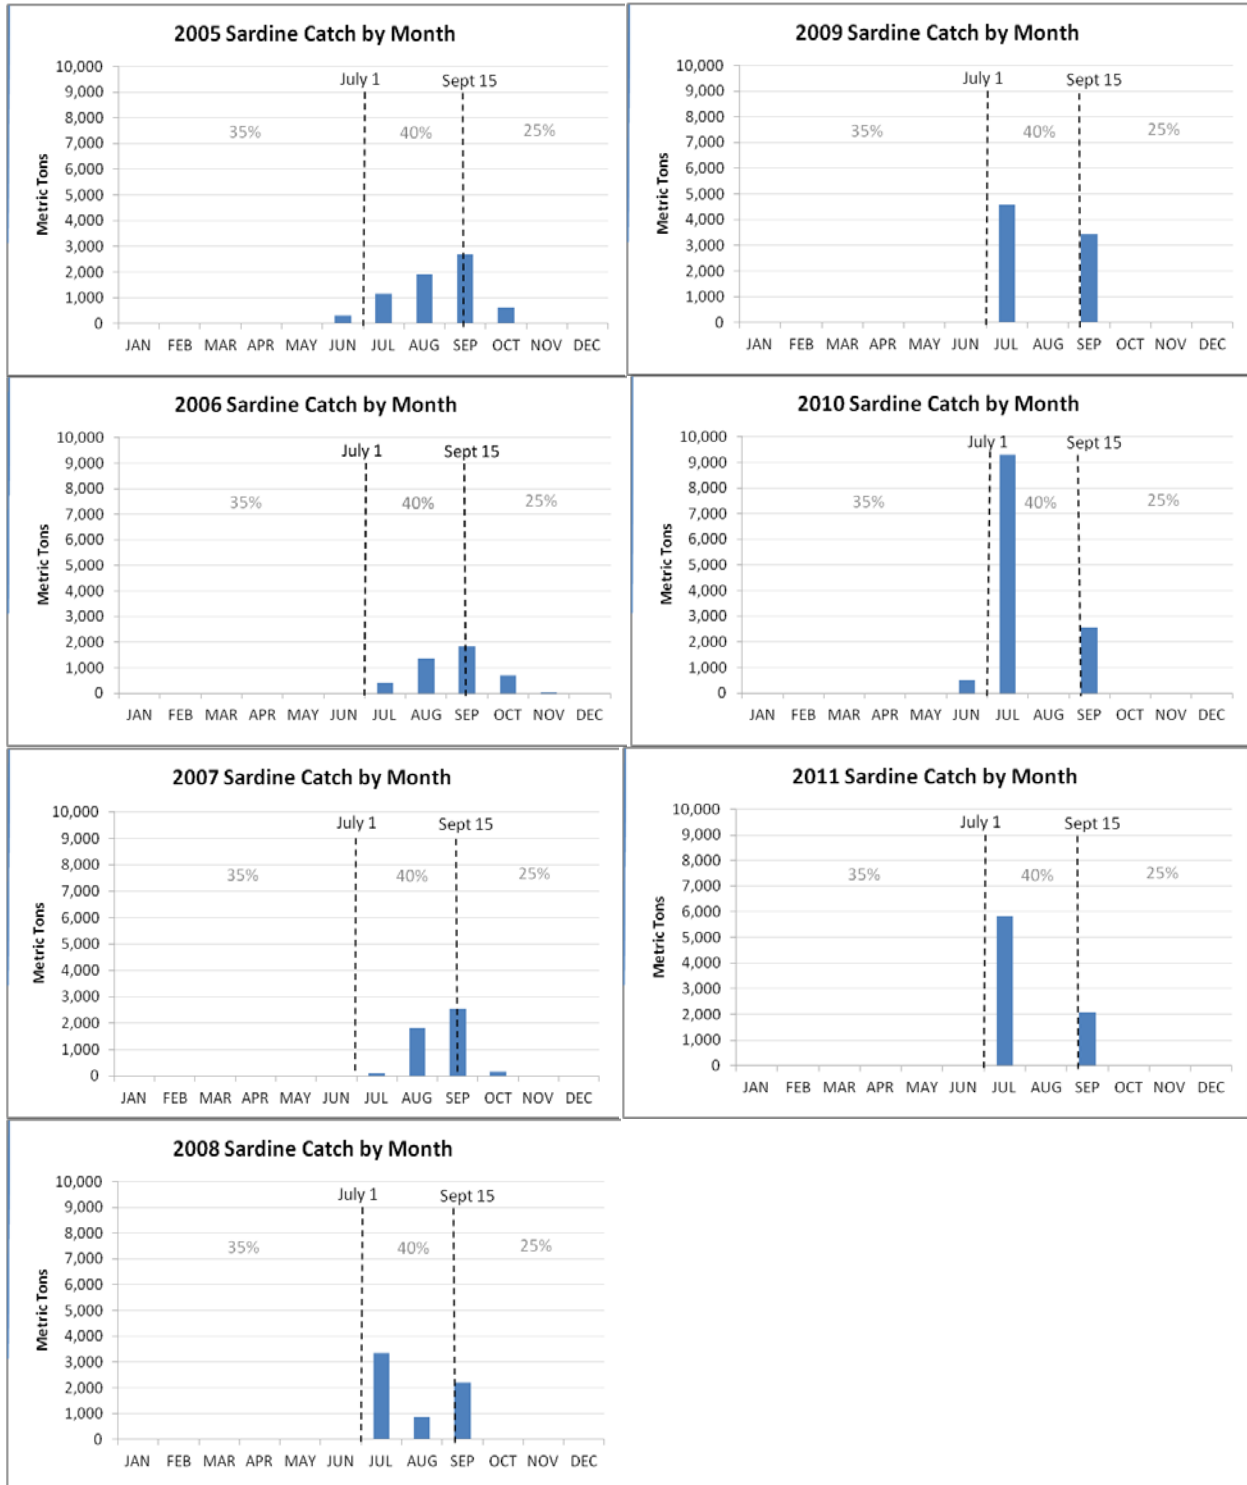 2005 Sardine Catch by Month
10,000
9,000
8,000
7,000
6,000
5,000
4,000
3,000
2,000
1,000
0
Metric Tons
July 1
Sept 15
35%
40%
25%
JAN FEB MAR APR MAY JUN JUL AUG SEP OCT NOV DEC
2009 Sardine Catch by Month
10,000
9,000
8,000
7,000
6,000
5,000
4,000
3,000
2,000
1,000
0
Metric Tons
July 1
Sept 15
35%
40%
25%
JAN FEB MAR APR MAY JUN JUL AUG SEP OCT NOV DEC
2006 Sardine Catch by Month
10,000
9,000
8,000
7,000
6,000
5,000
4,000
3,000
2,000
1,000
0
Metric Tons
July 1
Sept 15
35%
40%
25%
JAN FEB MAR APR MAY JUN JUL AUG SEP OCT NOV DEC
2010 Sardine Catch by Month
10,000
9,000
8,000
7,000
6,000
5,000
4,000
3,000
2,000
1,000
0
Metric Tons
July 1
Sept 15
35%
40%
25%
JAN FEB MAR APR MAY JUN JUL AUG SEP OCT NOV DEC
2007 Sardine Catch by Month
10,000
9,000
8,000
7,000
6,000
5,000
4,000
3,000
2,000
1,000
0
Metric Tons
July 1
Sept 15
35%
40%
25%
JAN FEB MAR APR MAY JUN JUL AUG SEP OCT NOV DEC
2011 Sardine Catch by Month
10,000
9,000
8,000
7,000
6,000
5,000
4,000
3,000
2,000
1,000
0
Metric Tons
July 1
Sept 15
35%
40%
25%
JAN FEB MAR APR MAY JUN JUL AUG SEP OCT NOV DEC
2008 Sardine Catch by Month
10,000
9,000
8,000
7,000
6,000
5,000
4,000
3,000
2,000
1,000
0
Metric Tons
July 1
Sept 15
35%
40%
25%
JAN FEB MAR APR MAY JUN JUL AUG SEP OCT NOV DEC